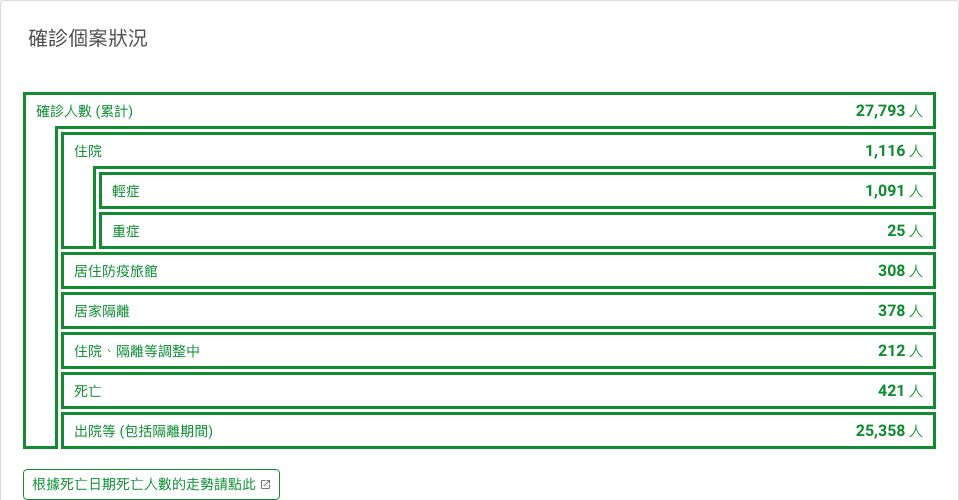 確診個案狀況
確診人數 (累計) 27,793 人
住院 1,116 人
輕症 1,091 人
重症 25 人
居住防疫旅館 308 人
居家隔離 378 人
住院、隔離等調整中 212 人
死亡 421 人
出院等 (包括隔離期間) 25,358 人
根據死亡日期死亡人數的走勢請點此